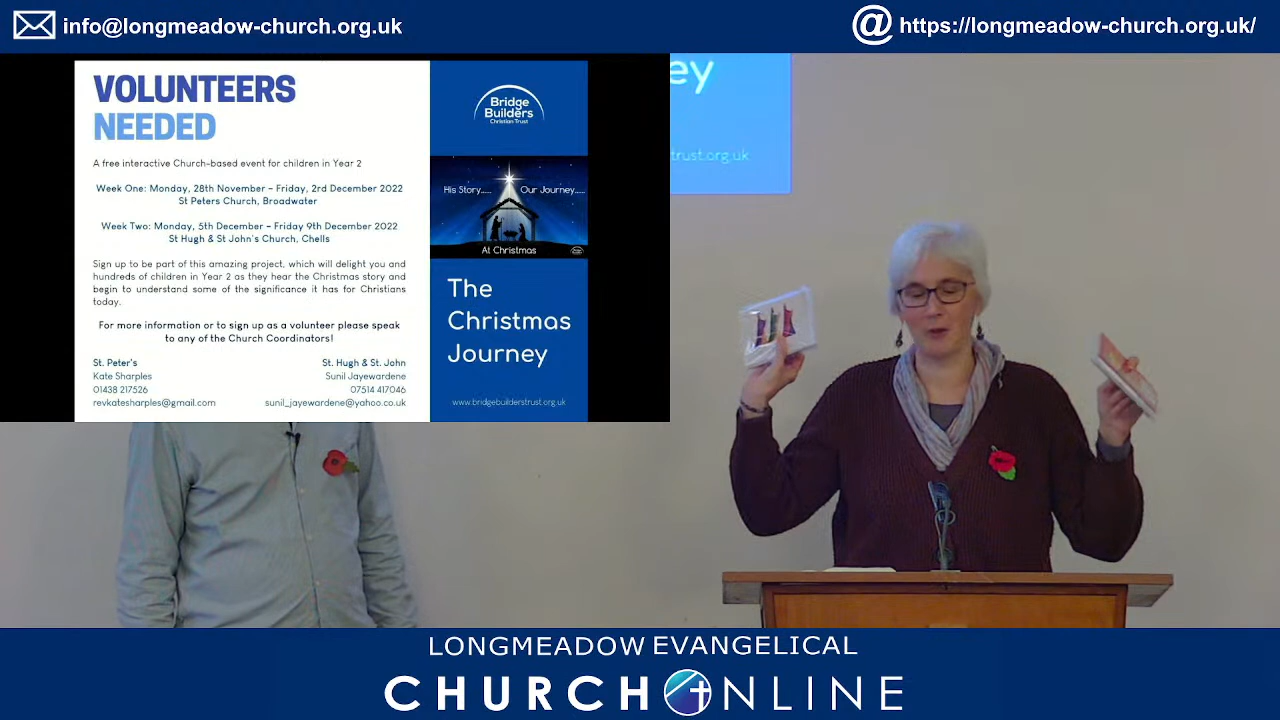 info@longmeadow-church.org.uk
@ https://longmeadow-church.org.uk/
VOLUNTEERS
NEEDED
A free interactive Church-based event for children in Year 2
Week One: Monday, 28th November – Friday, 2rd December 2022
St Peters Church, Broadwater
Week Two: Monday, 5th December – Friday 9th December 2022
St Hugh & St John's Church, Chells
Sign up to be part of this amazing project, which will delight you and
hundreds of children in Year 2 as they hear the Christmas story and
begin to understand some of the significance it has for Christians
today.
For more information or to sign up as a volunteer please speak
to any of the Church Coordinators!
St. Peter's
Kate Sharples
01438 217526
revkatesharples@gmail.com
St. Hugh & St. John
Sunil Jayewardene
07514 417046
sunil_jayewardene@yahoo.co.uk
Bridge
Builders
Christian Trust
His Story..... Our Journey.....
At Christmas
The
Christmas
Journey
www.bridgebuilderstrust.org.uk
ey
trust.org.uk
LONGMEADOW EVANGELICAL
CHURCH ONLINE